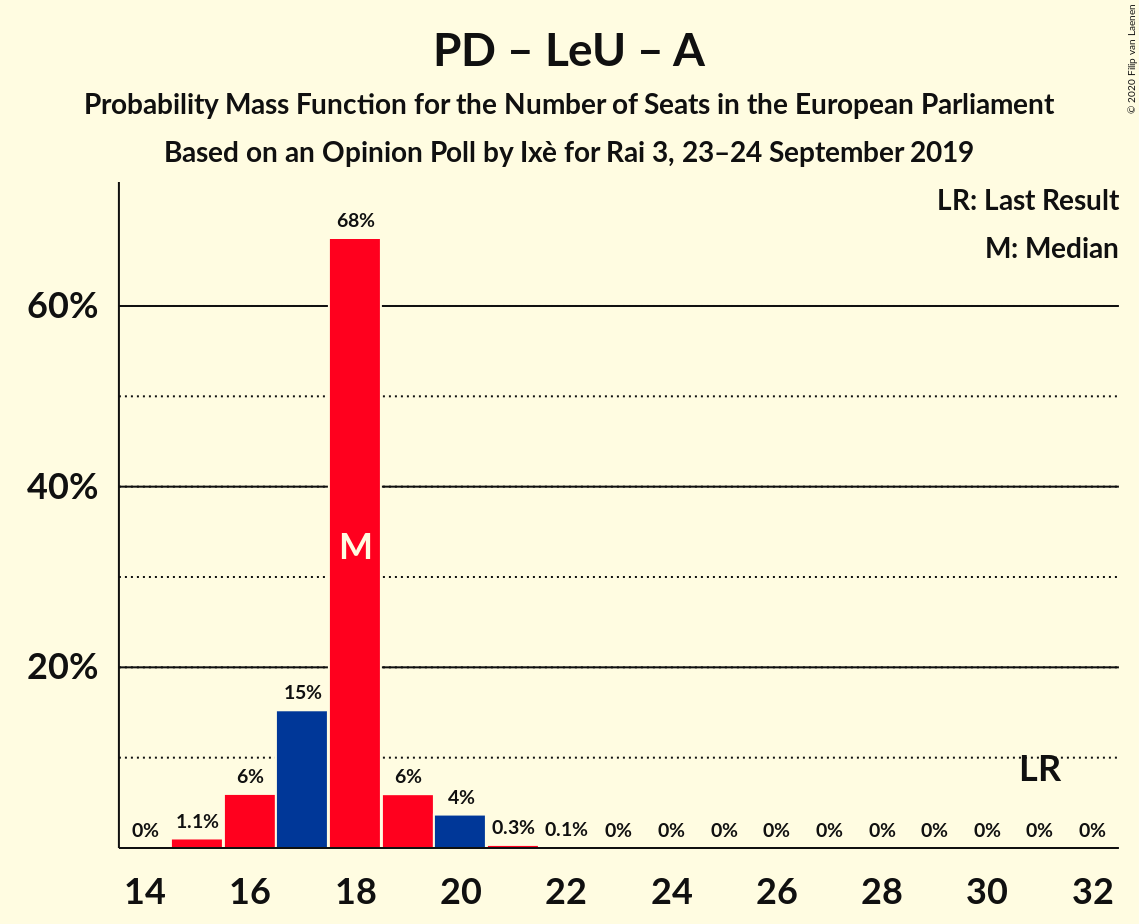 PD – LeU – A
Probability Mass Function for the Number of Seats in the European Parliament
Based on an Opinion Poll by Ixè for Rai 3, 23–24 September 2019
© 2020 Filip van Laenen
LR: Last Result
M: Median
60%
40%
20%
0%
1.1%
6%
15%
68%
M
6%
4%
0.3%
0.1%
0%
0%
0%
0%
0%
0%
0%
0%
0%
0%
LR
14 16 18 20 22 24 26 28 30 32